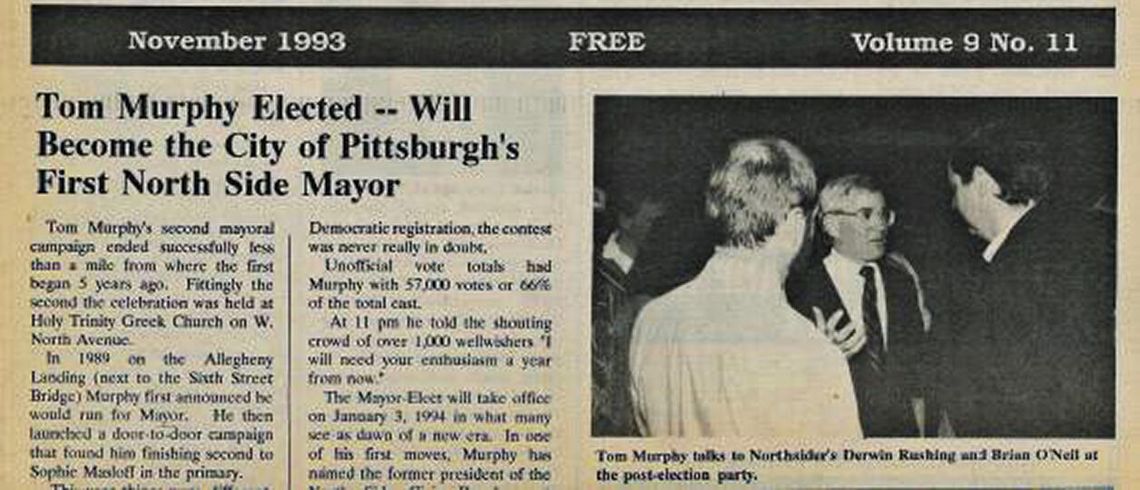 November 1993 FREE Volume 9 No. 11
Tom Murphy Elected -- Will
Become the City of Pittsburgh's
First North Side Mayor
Tom Murphy's second mayoral
campaign ended successfully less
than a mile from where the first
began 5 years ago. Fittingly the
second the celebration was held at
Holy Trinity Greek Church on W.
North Avenue.
In 1989 on the Allegheny
Landing (next to the Sixth Street
Bridge) Murphy first announced he
would run for Mayor. He then
launched a door-to-door campaign
that found him finishing second to
Sophie Masloff in the primary.
This year things were
Democratic registration, the contest
was never really in doubt.
Unofficial vote totals had
Murphy with 57,000 votes or 66%
of the total cast.
At 11 pm he told the shouting
crowd of over 1,000 wellwishers "I
will need your enthusiasm a year
from now."
The Mayor-Elect will take office
on January 3, 1994 in what many
see as dawn of a new era. In one
of his first moves, Murphy has
named the former president of the
Tom Murphy talks to Northsider's Derwin Rushing and Brian O'Neil at
the post-election party.